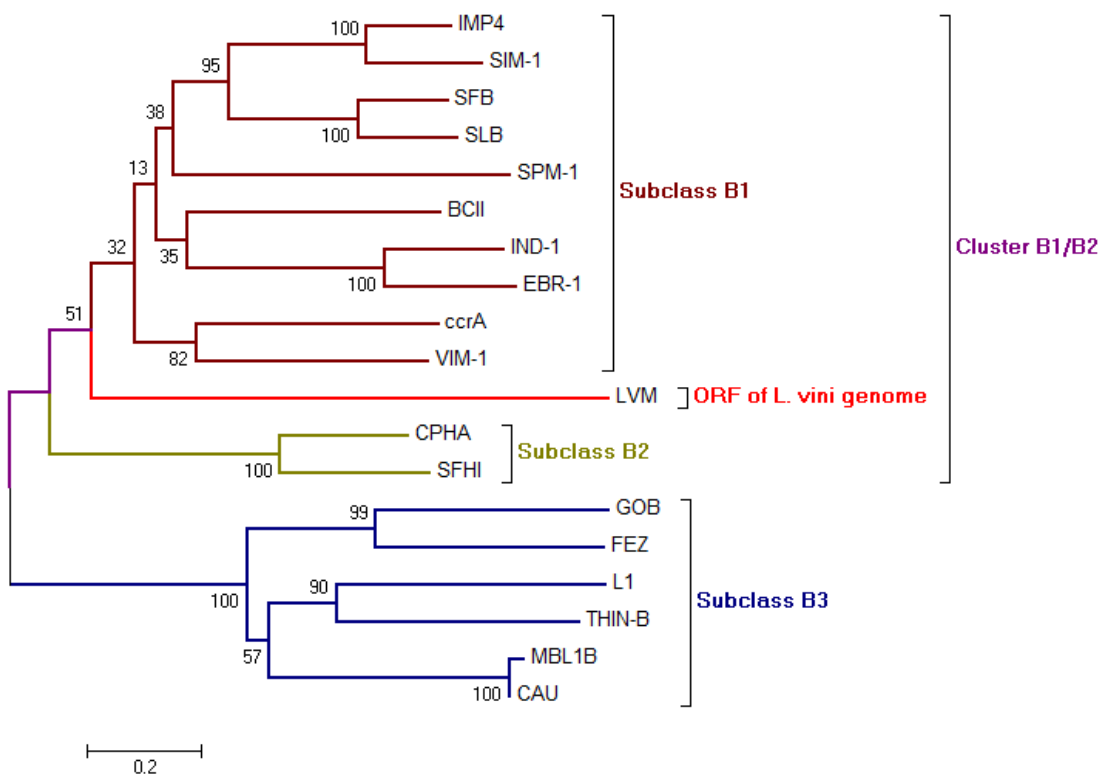 IMP4
100
SIM-1
95
SFB
38
100
SLB
13
SPM-1
Subclass B1
BCII
32
35
IND-1
Cluster B1/B2
100
EBR-1
51
ccrA
82
VIM-1
LVM
ORF of L. vini genome
CPHA
100
Subclass B2
SFHI
99
GOB
FEZ
100
90
L1
Subclass B3
THIN-B
57
MBL1B
100
CAU
0.2